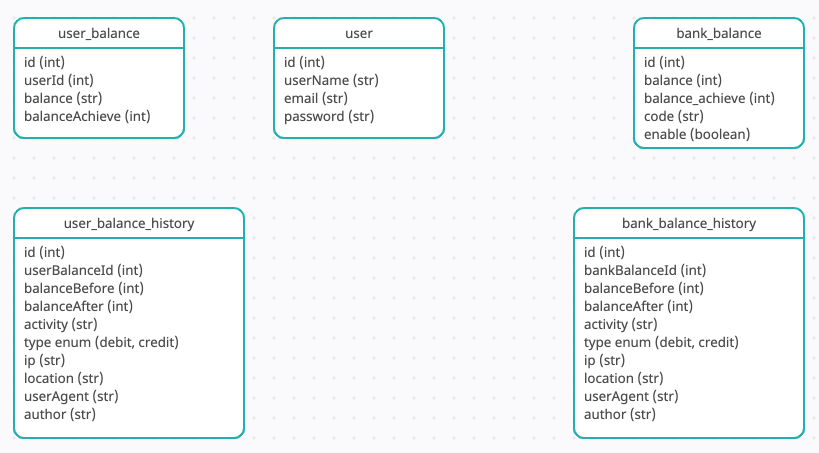 user_balance
id (int)
userId (int)
balance (str)
balanceAchieve (int)
user
id (int)
userName (str)
email (str)
password (str)
bank_balance
id (int)
balance (int)
balance_achieve (int)
code (str)
enable (boolean)
user_balance_history
id (int)
userBalanceId (int)
balanceBefore (int)
balanceAfter (int)
activity (str)
type enum (debit, credit)
ip (str)
location (str)
userAgent (str)
author (str)
bank_balance_history
id (int)
bankBalanceId (int)
balanceBefore (int)
balanceAfter (int)
activity (str)
type enum (debit, credit)
ip (str)
location (str)
userAgent (str)
author (str)